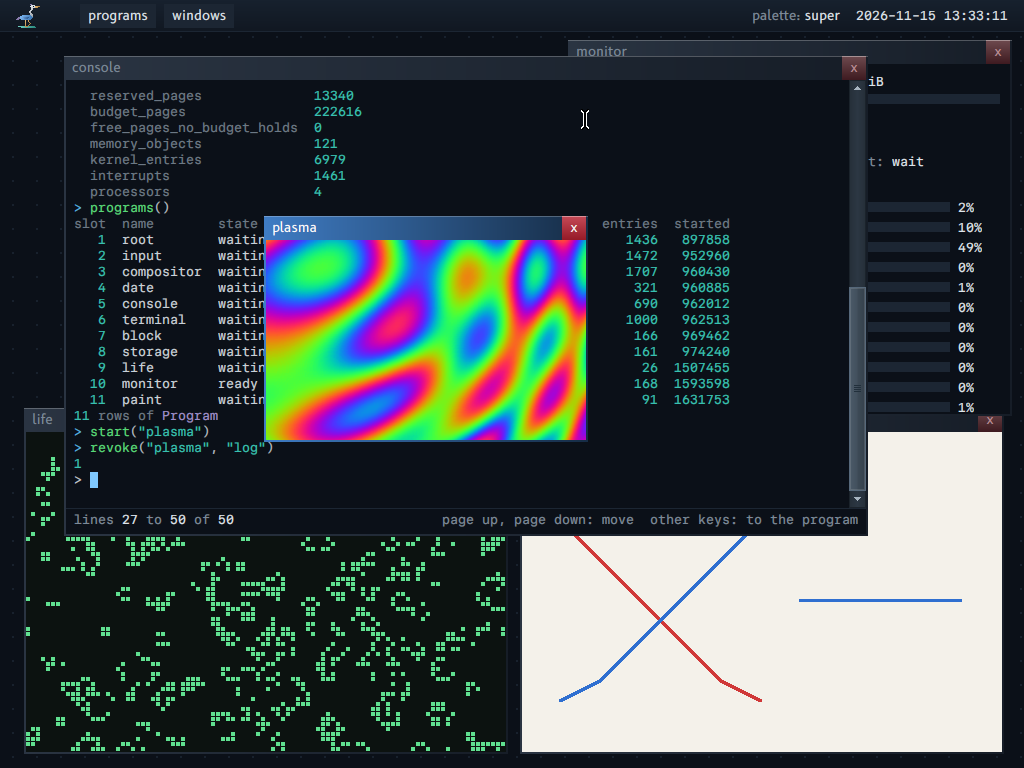 programs windows palette: super 2026-11-15 13:33:11
monitor x
console x
iB
reserved_pages 13340
budget_pages 222616
free_pages_no_budget_holds 0
memory_objects 121
kernel_entries 6979
t: wait
interrupts 1461
processors 4
> programs()
2%
slot name state entries started
plasma x
10%
1 root waitin 1436 897858
49%
2 input waitin 1472 952960
0%
3 compositor waitin 1707 960430
1%
4 date waitin 321 960885
0%
5 console waitin 690 962012
0%
6 terminal waitin 1000 962513
0%
7 block waitin 166 969462
0%
8 storage waitin 161 974240
0%
9 life waitin 26 1507455
0%
10 monitor ready 168 1593598
1%
11 paint waitin 91 1631753
11 rows of Program
life
x
> start("plasma")
> revoke("plasma", "log")
1
>
lines 27 to 50 of 50 page up, page down: move other keys: to the program